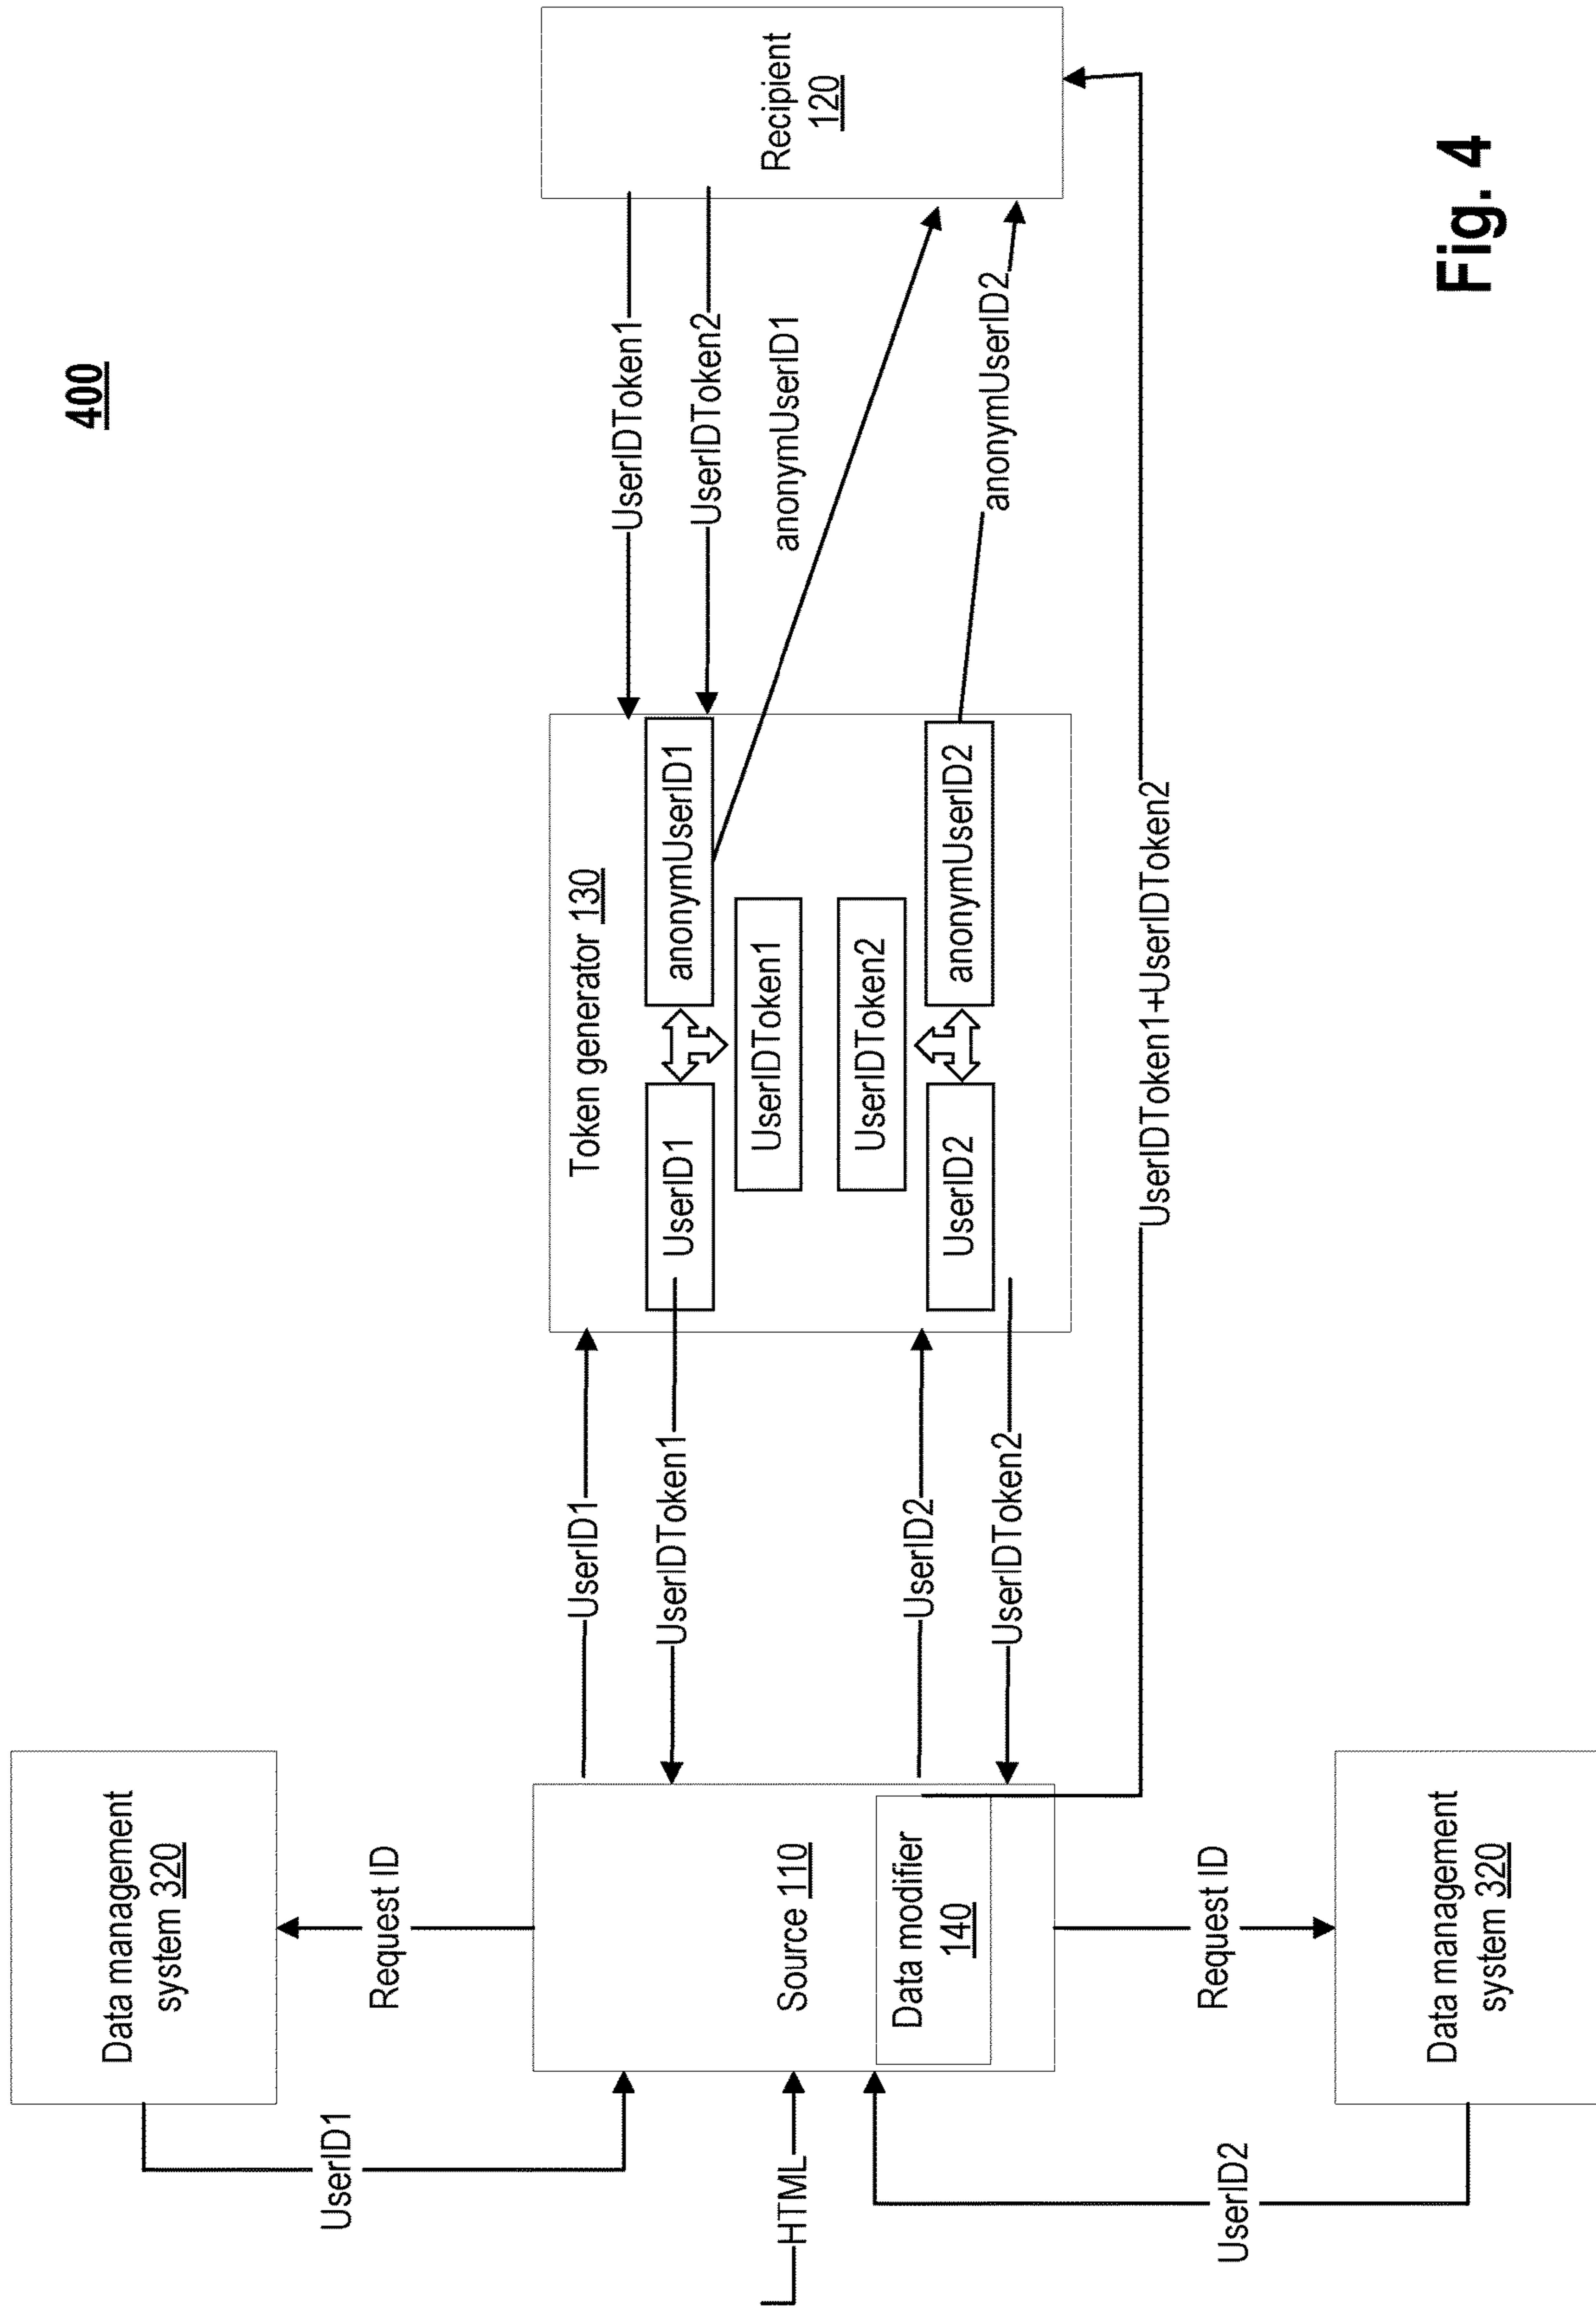 400
Data management
system 320
UserID1
Request ID
HTML
Source 110
Data modifier
140
UserID2
Request ID
Data management
system 320
UserID1
UserIDToken1
UserID2
UserIDToken2
Token generator 130
UserID1
anonymUserID1
UserIDToken1
UserIDToken2
UserID2
anonymUserID2
UserIDToken1
UserIDToken2
anonymUserID1
anonymUserID2
Recipient
120
UserIDToken1+UserIDToken2
Fig. 4